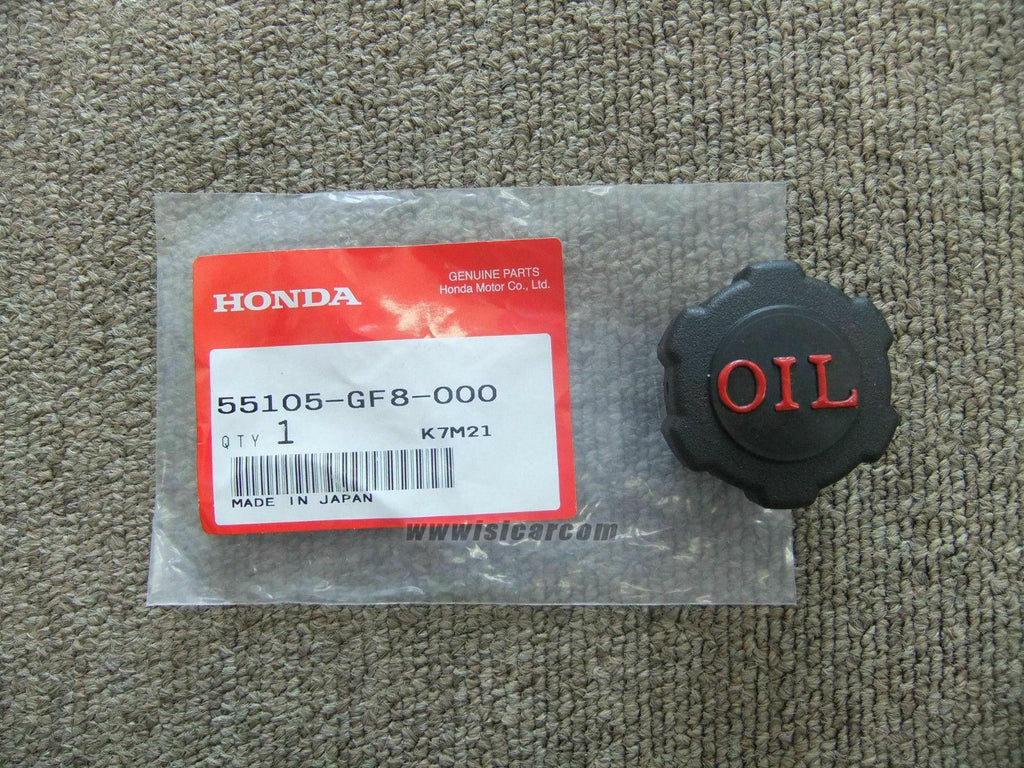 HONDA
GENUINE PARTS
Honda Motor Co., Ltd.
55105-GF8-000
QTY 1 K7M21
MADE IN JAPAN
OIL
wwwisicarcom